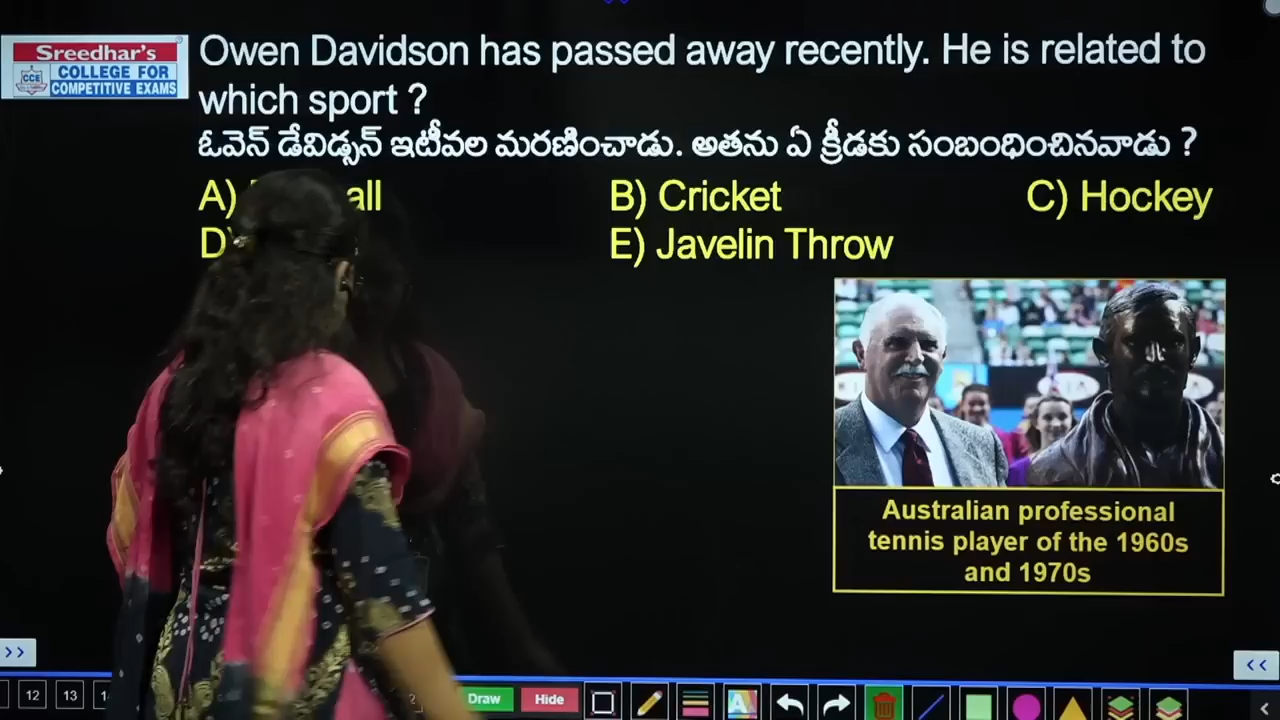 Sreedhar's
CCE
COLLEGE FOR
COMPETITIVE EXAMS
Owen Davidson has passed away recently. He is related to
which sport ?
ఓవెన్ డేవిడ్సన్ ఇటీవల మరణించాడు. అతను ఏ క్రీడకు సంబంధించినవాడు ?
A) B) Cricket C) Hockey
D) E) Javelin Throw
Australian professional
tennis player of the 1960s
and 1970s
>> <<
12 13 Draw Hide